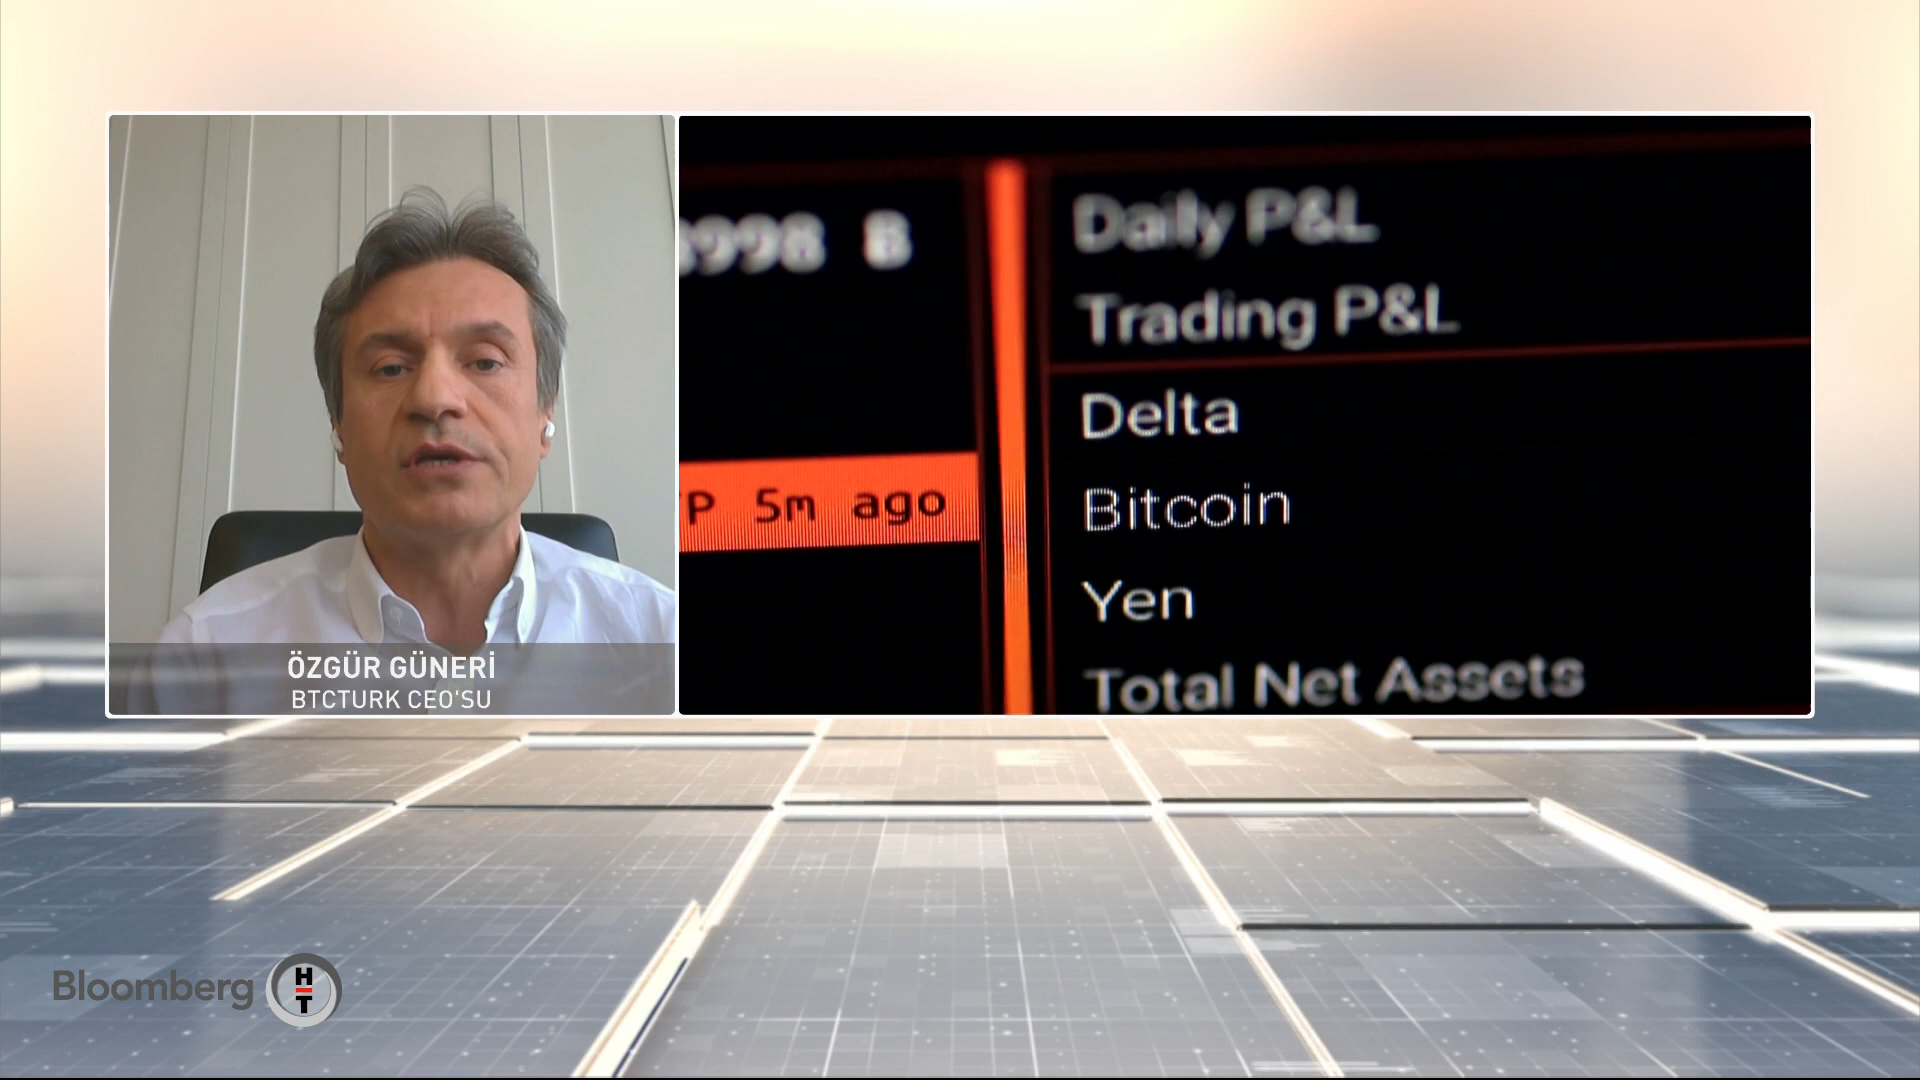 ÖZGÜR GÜNERİ
BTCTURK CEO'SU
998 B
5m ago
Daily P&L
Trading P&L
Delta
Bitcoin
Yen
Total Net Assets
Bloomberg HT